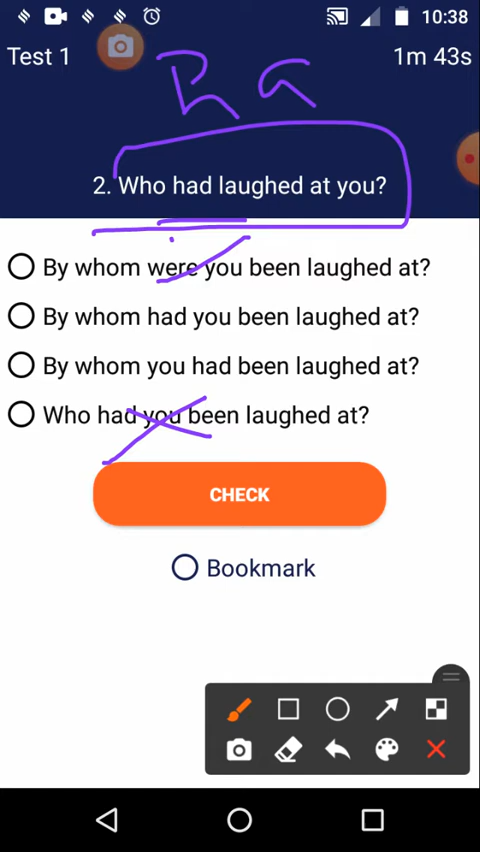 10:38
Test 1
1m 43s
2. Who had laughed at you?
By whom were you been laughed at?
By whom had you been laughed at?
By whom you had been laughed at?
Who had you been laughed at?
CHECK
Bookmark